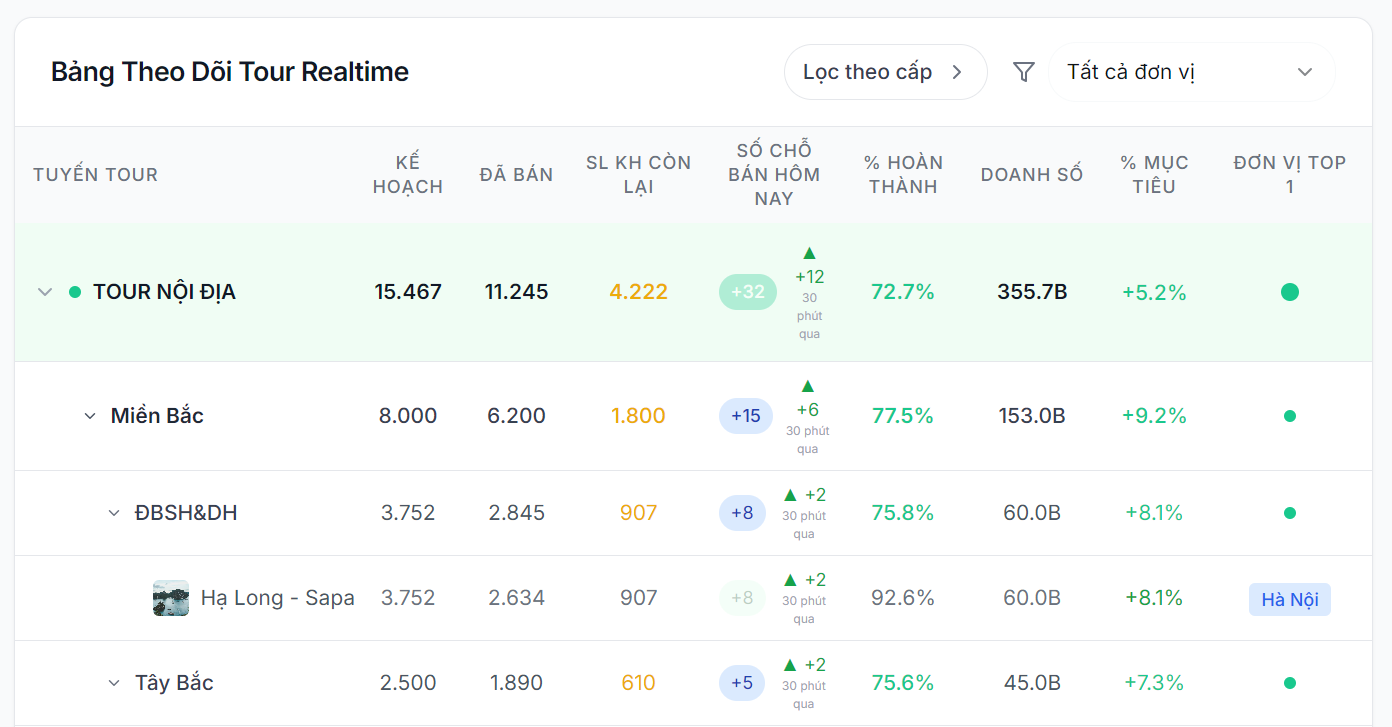 Bảng Theo Dõi Tour Realtime
Lọc theo cấp
Tất cả đơn vị
TUYẾN TOUR
KẾ
HOẠCH
ĐÃ BÁN
SL KH CÒN
LẠI
SỐ CHỖ
BÁN HÔM
NAY
% HOÀN
THÀNH
DOANH SỐ
% MỤC
TIÊU
ĐƠN VỊ TOP
1
TOUR NỘI ĐỊA
15.467
11.245
4.222
+32
▲
+12
30
phút
qua
72.7%
355.7B
+5.2%
Miền Bắc
8.000
6.200
1.800
+15
▲
+6
30 phút
qua
77.5%
153.0B
+9.2%
ĐBSH&DH
3.752
2.845
907
+8
▲ +2
30 phút
qua
75.8%
60.0B
+8.1%
Hạ Long - Sapa
3.752
2.634
907
+8
▲ +2
30 phút
qua
92.6%
60.0B
+8.1%
Hà Nội
Tây Bắc
2.500
1.890
610
+5
▲ +2
30 phút
qua
75.6%
45.0B
+7.3%